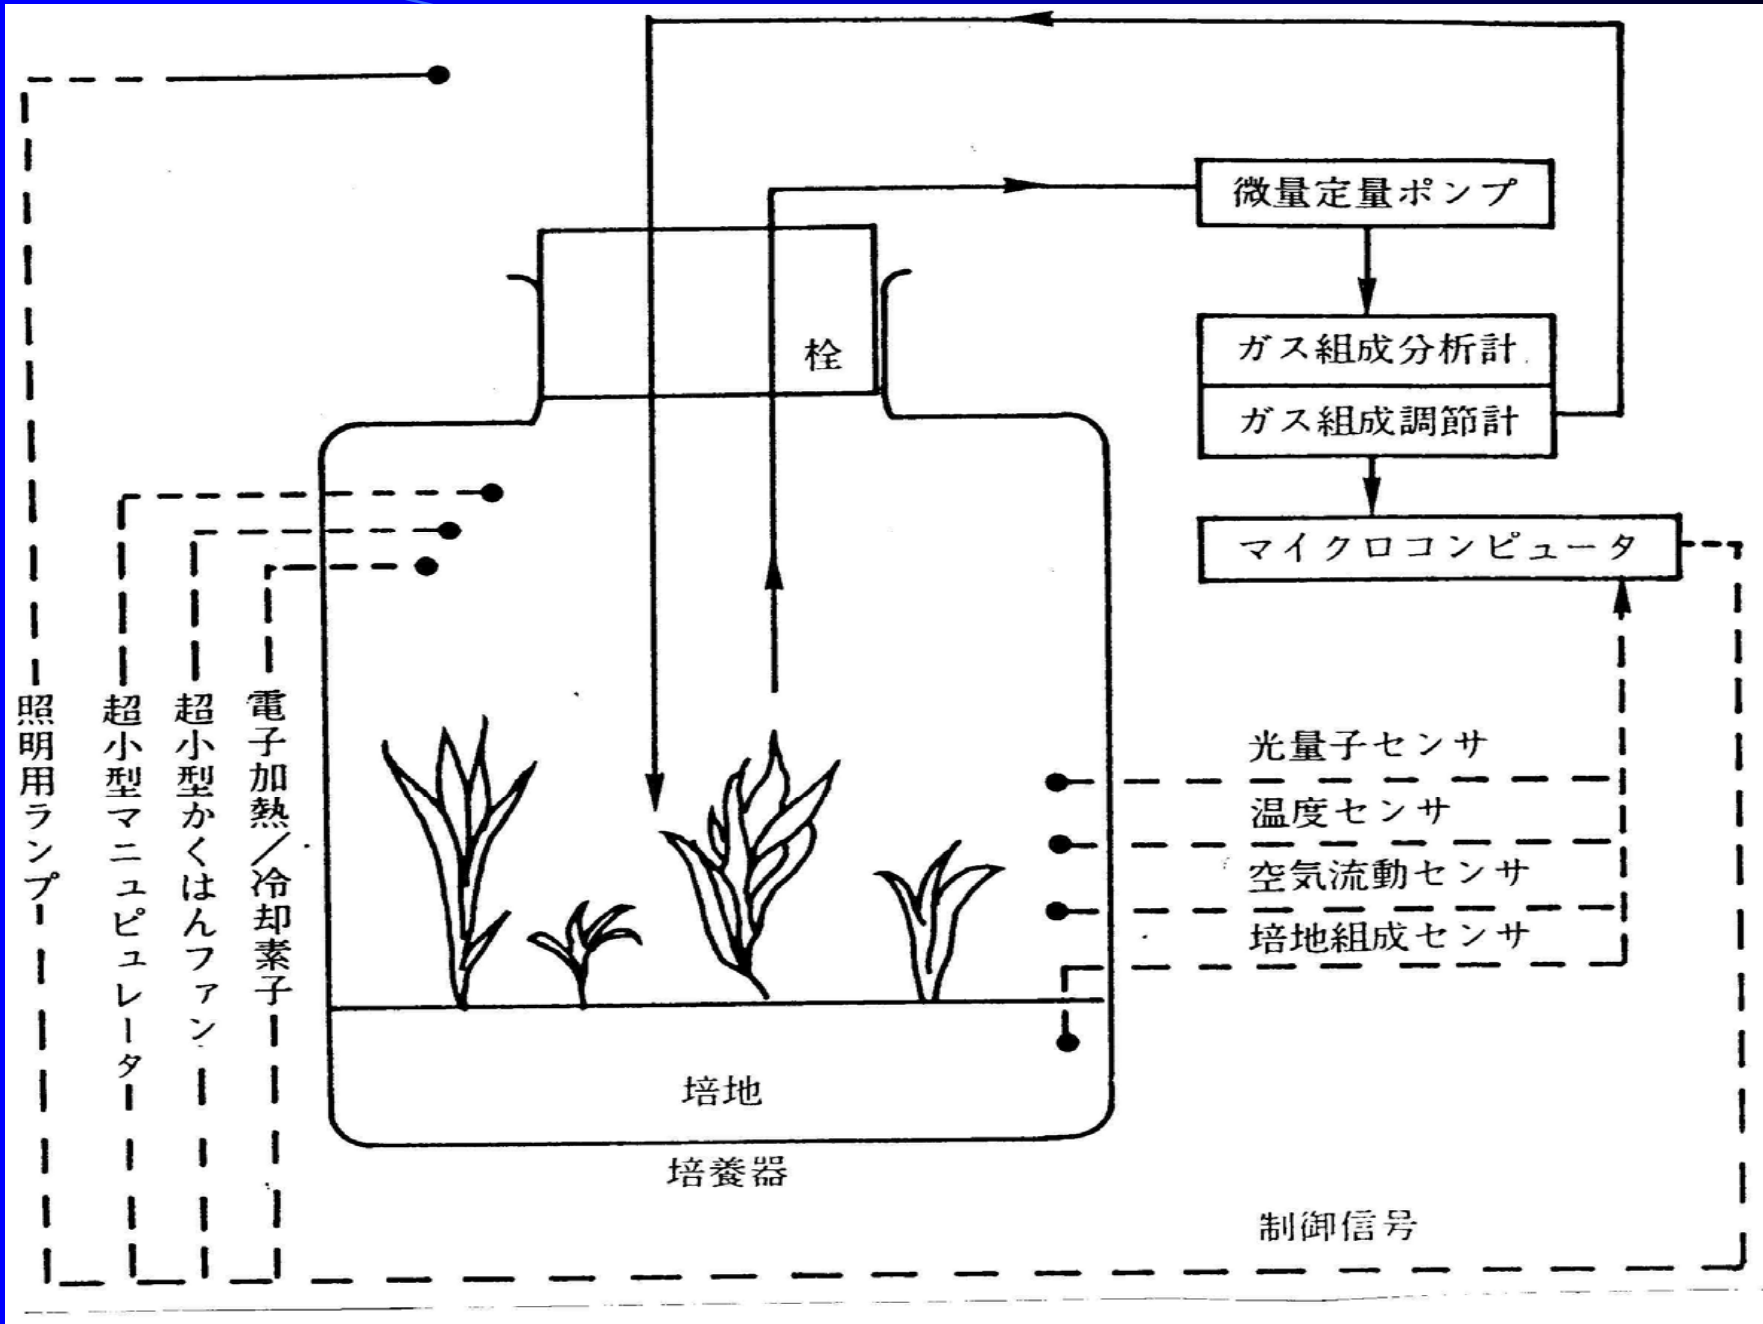 微量定量ポンプ
栓
ガス組成分析計
ガス組成調節計
マイクロコンピュータ
照明用ランプ
超小型マニュピュレータ
超小型かくはんファン
電子加熱/冷却素子
光量子センサ
温度センサ
空気流動センサ
培地組成センサ
培地
培養器
制御信号